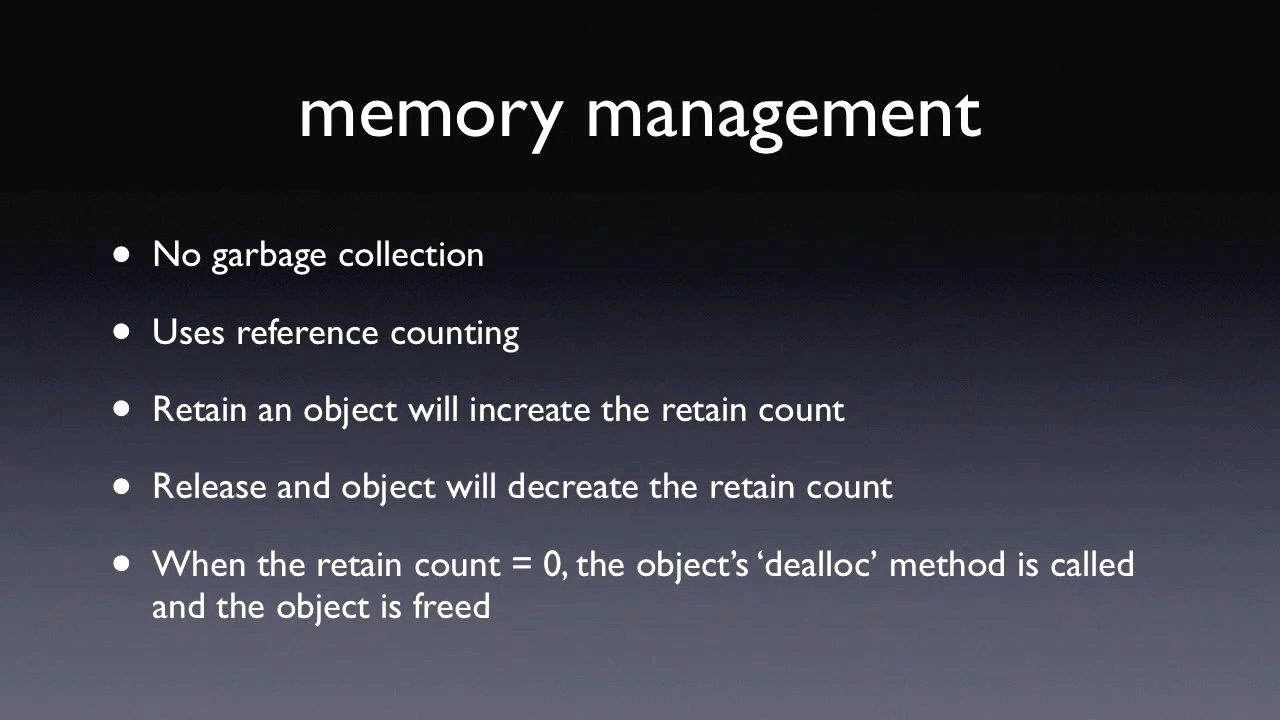 memory management
• No garbage collection
• Uses reference counting
• Retain an object will increate the retain count
• Release and object will decreate the retain count
• When the retain count = 0, the object’s ‘dealloc’ method is called
and the object is freed